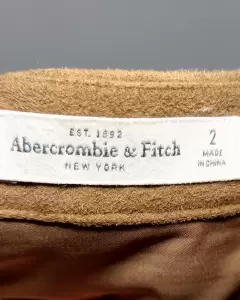 EST. 1892
Abercrombie & Fitch
NEW YORK
2
MADE
IN CHINA